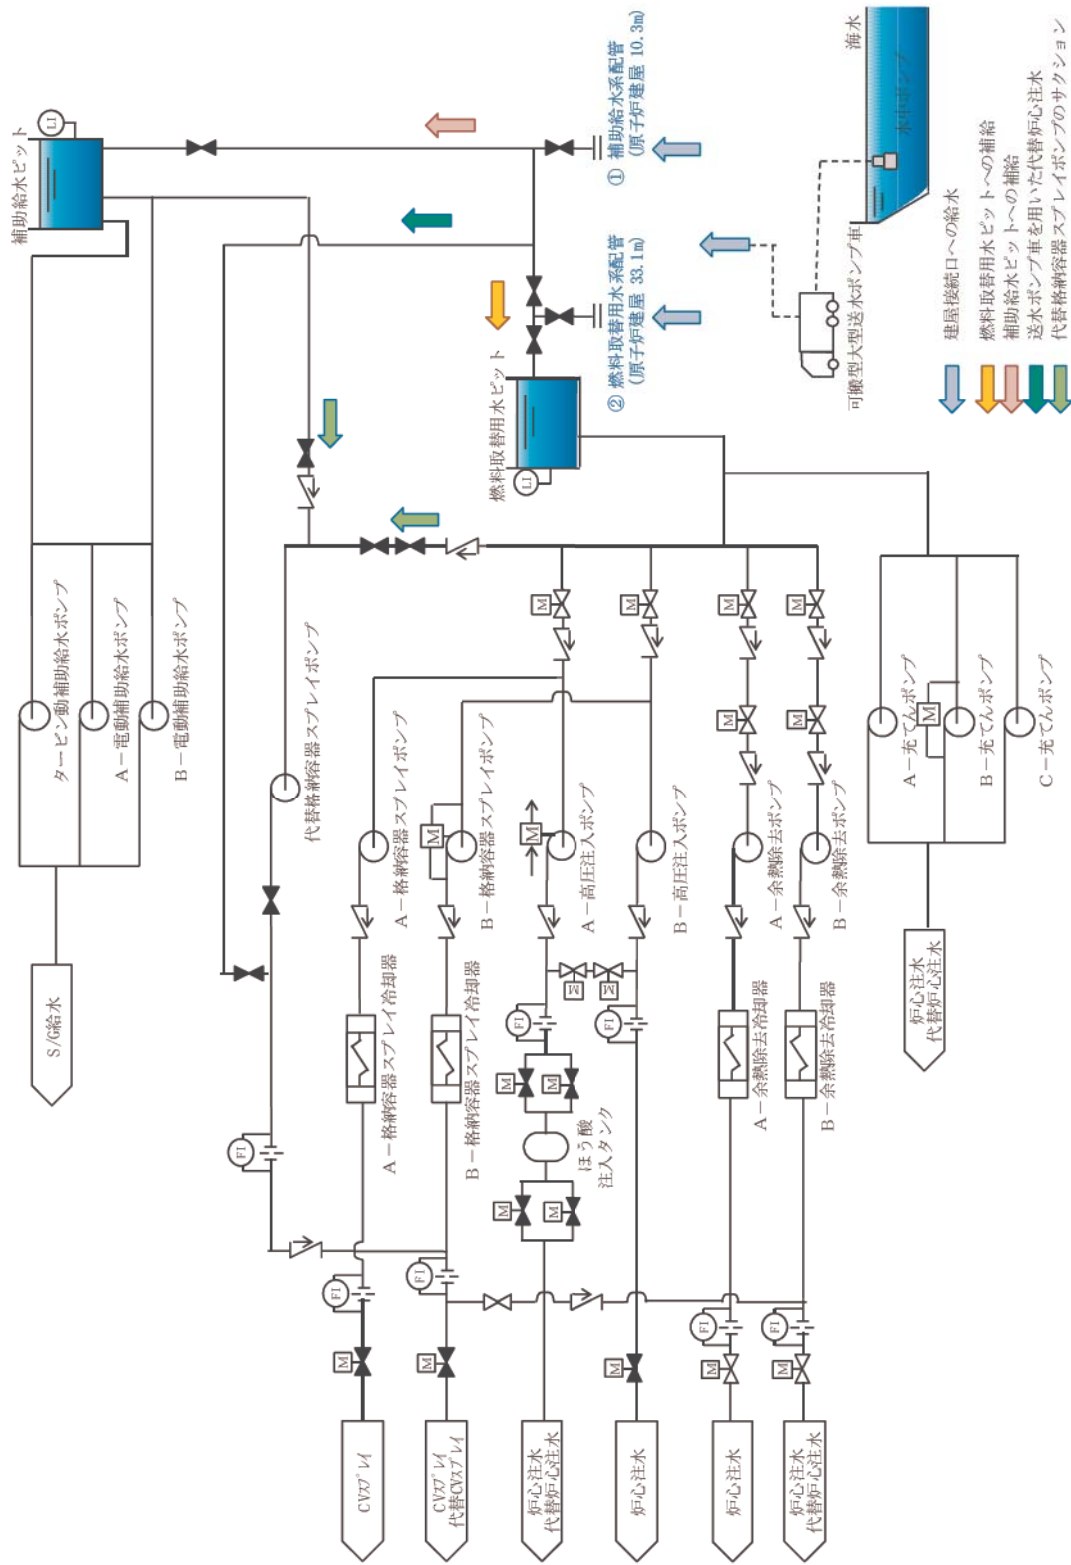 補助給水ピット
LI
① 補助給水系配管
(原子炉建屋 10.3m)
② 燃料取替用水系配管
(原子炉建屋 33.1m)
燃料取替用水ピット
LI
海水
水中ポンプ
可搬型大型送水ポンプ車
建屋接続口への給水
燃料取替用水ピットへの補給
補助給水ピットへの補給
送水ポンプ車を用いた代替炉心注水
代替格納容器スプレイポンプのサクション
タービン動補助給水ポンプ
A-電動補助給水ポンプ
B-電動補助給水ポンプ
S/G給水
代替格納容器スプレイポンプ
FI
A-格納容器スプレイポンプ
M
B-格納容器スプレイポンプ
M
A-高圧注入ポンプ
M
B-高圧注入ポンプ
M
M
A-余熱除去ポンプ
M
M
B-余熱除去ポンプ
M
M
A-充てんポンプ
M
B-充てんポンプ
C-充てんポンプ
炉心注水
代替炉心注水
A-格納容器スプレイ冷却器
B-格納容器スプレイ冷却器
FI
M
M
FI
M
M
ほう酸
注入タンク
M
M
A-余熱除去冷却器
B-余熱除去冷却器
FI
M
FI
M
M
FI
M
FI
M
CVスプレイ
CVスプレイ
代替CVスプレイ
炉心注水
代替炉心注水
炉心注水
炉心注水
炉心注水
代替炉心注水